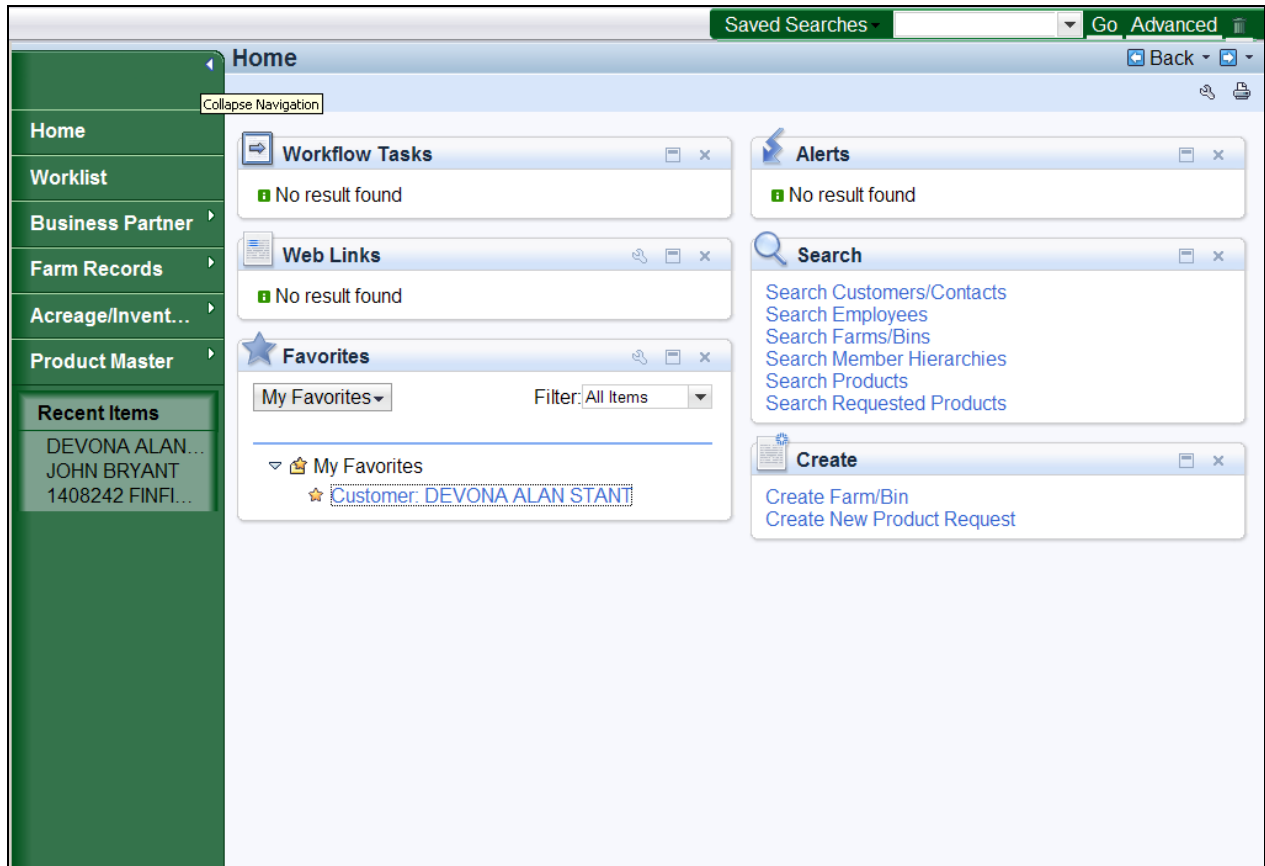 Saved Searches
Go Advanced
Home
Back
Collapse Navigation
Home
Worklist
Business Partner
Farm Records
Acreage/Invent...
Product Master
Recent Items
DEVONA ALAN...
JOHN BRYANT
1408242 FINFI...
Workflow Tasks
No result found
Web Links
No result found
Favorites
My Favorites
Filter: All Items
My Favorites
Customer: DEVONA ALAN STANT
Alerts
No result found
Search
Search Customers/Contacts
Search Employees
Search Farms/Bins
Search Member Hierarchies
Search Products
Search Requested Products
Create
Create Farm/Bin
Create New Product Request